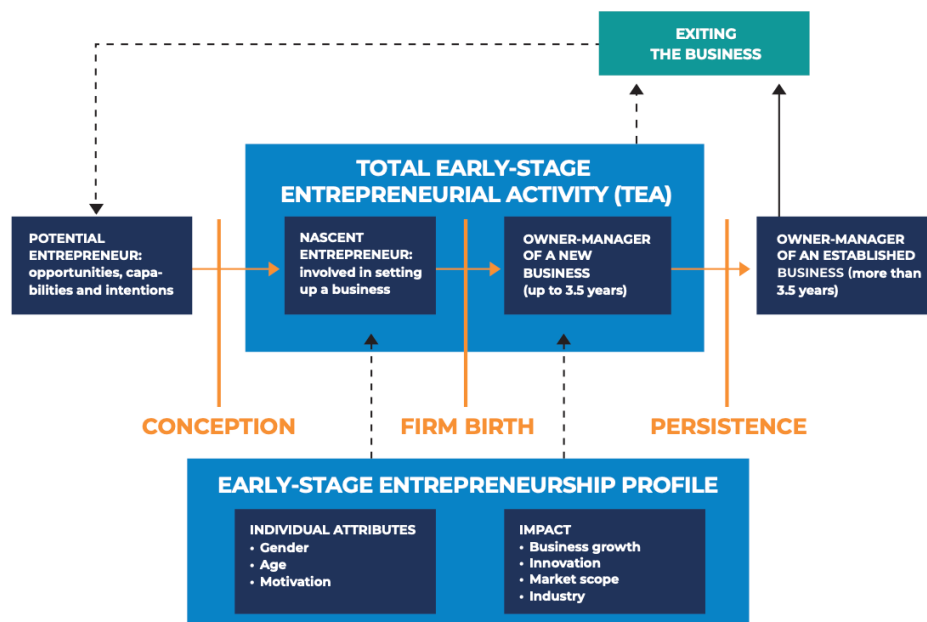 EXITING
THE BUSINESS
TOTAL EARLY-STAGE
ENTREPRENEURIAL ACTIVITY (TEA)
POTENTIAL
ENTREPRENEUR:
opportunities, capa-
bilities and intentions
NASCENT
ENTREPRENEUR:
involved in setting
up a business
OWNER-MANAGER
OF A NEW
BUSINESS
(up to 3.5 years)
OWNER-MANAGER
OF AN ESTABLISHED
BUSINESS (more than
3.5 years)
CONCEPTION
FIRM BIRTH
PERSISTENCE
EARLY-STAGE ENTREPRENEURSHIP PROFILE
INDIVIDUAL ATTRIBUTES
• Gender
• Age
• Motivation
IMPACT
• Business growth
• Innovation
• Market scope
• Industry